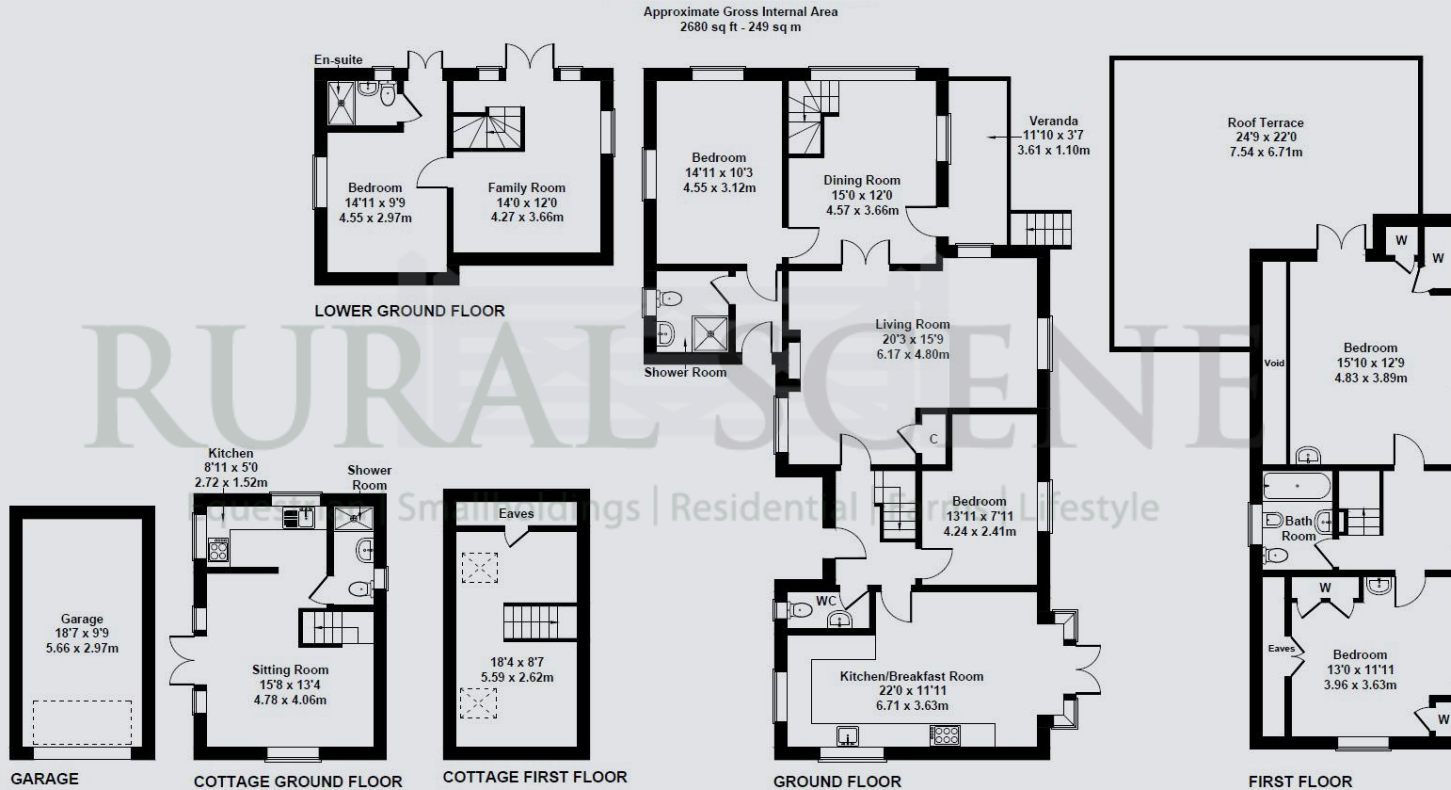 Approximate Gross Internal Area
2680 sq ft - 249 sq m
En-suite
Bedroom
14'11 x 9'9
4.55 x 2.97m
Family Room
14'0 x 12'0
4.27 x 3.66m
LOWER GROUND FLOOR
Bedroom
14'11 x 10'3
4.55 x 3.12m
Dining Room
15'0 x 12'0
4.57 x 3.66m
Veranda
11'10 x 3'7
3.61 x 1.10m
Shower Room
Living Room
20'3 x 15'9
6.17 x 4.80m
C
Bedroom
13'11 x 7'11
4.24 x 2.41m
WC
Kitchen/Breakfast Room
22'0 x 11'11
6.71 x 3.63m
GROUND FLOOR
Roof Terrace
24'9 x 22'0
7.54 x 6.71m
W
W
Void
Bedroom
15'10 x 12'9
4.83 x 3.89m
Bath
Room
W
Eaves
Bedroom
13'0 x 11'11
3.96 x 3.63m
W
FIRST FLOOR
RURAL SCENE
Equestrian | Smallholdings | Residential | Farms | Lifestyle
Garage
18'7 x 9'9
5.66 x 2.97m
GARAGE
Kitchen
8'11 x 5'0
2.72 x 1.52m
Shower
Room
Sitting Room
15'8 x 13'4
4.78 x 4.06m
COTTAGE GROUND FLOOR
Eaves
18'4 x 8'7
5.59 x 2.62m
COTTAGE FIRST FLOOR